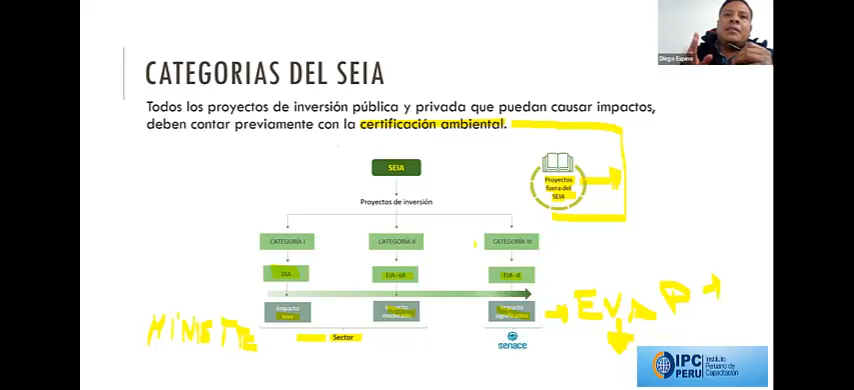 Diego Espino
CATEGORIAS DEL SEIA
Todos los proyectos de inversión pública y privada que puedan causar impactos,
deben contar previamente con la certificación ambiental.
SEIA
Proyectos
fuera del
SEIA
Proyectos de inversión
CATEGORÍA I
CATEGORÍA II
CATEGORÍA III
DIA
EIA-sd
EIA-d
Impacto
leve
Impacto
moderado
Impacto
significativo
EVAP
Sector
senace
IPC
PERU
Instituto
Peruano de
Capacitación